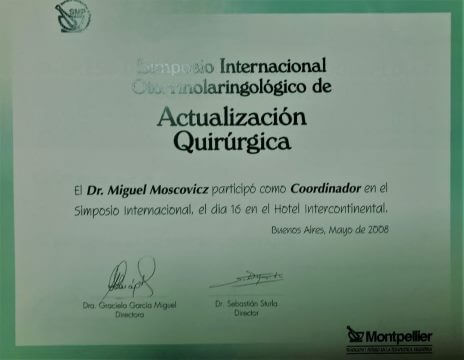 SMP
Simposio Internacional
Otorrinolaringológico de
Actualización
Quirúrgica
El Dr. Miguel Moscovicz participó como Coordinador en el
Simposio Internacional, el dia 16 en el Hotel Intercontinental.
Buenos Aires, Mayo de 2008
Dra. Graciela García Miguel
Directora
Dr. Sebastián Sturla
Director
Montpellier